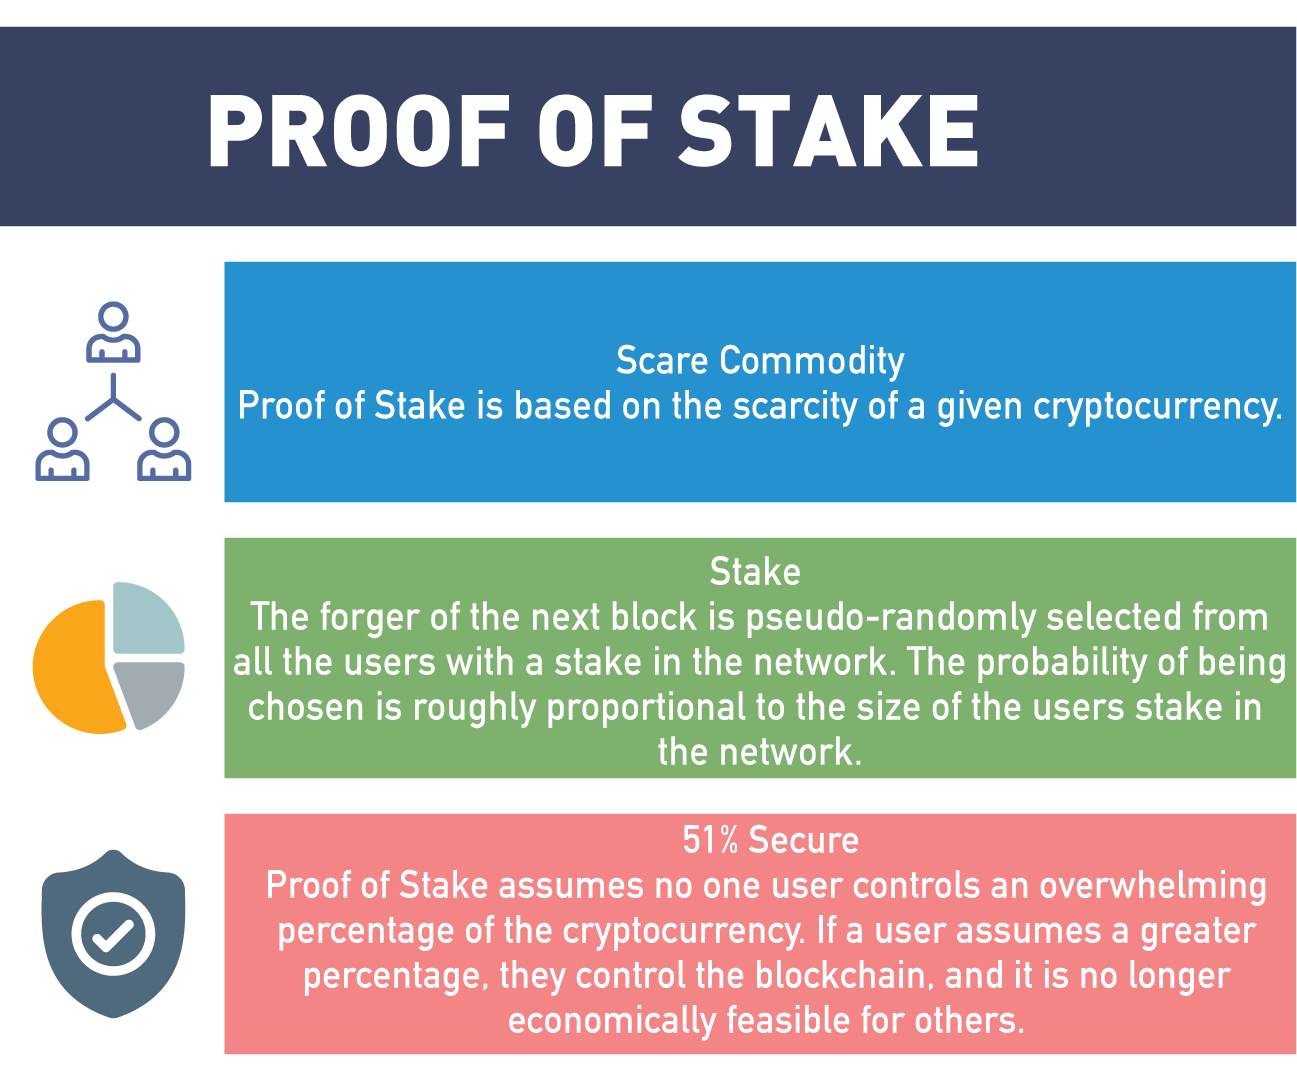 PROOF OF STAKE
Scare Commodity
Proof of Stake is based on the scarcity of a given cryptocurrency.
Stake
The forger of the next block is pseudo-randomly selected from
all the users with a stake in the network. The probability of being
chosen is roughly proportional to the size of the users stake in
the network.
51% Secure
Proof of Stake assumes no one user controls an overwhelming
percentage of the cryptocurrency. If a user assumes a greater
percentage, they control the blockchain, and it is no longer
economically feasible for others.